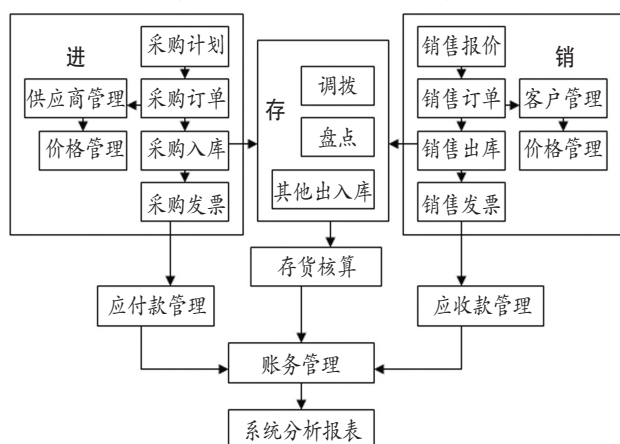 进
采购计划
供应商管理
采购订单
价格管理
采购入库
采购发票
存
调拨
盘点
其他出入库
销售报价
销
销售订单
客户管理
销售出库
价格管理
销售发票
存货核算
应付款管理
应收款管理
账务管理
系统分析报表